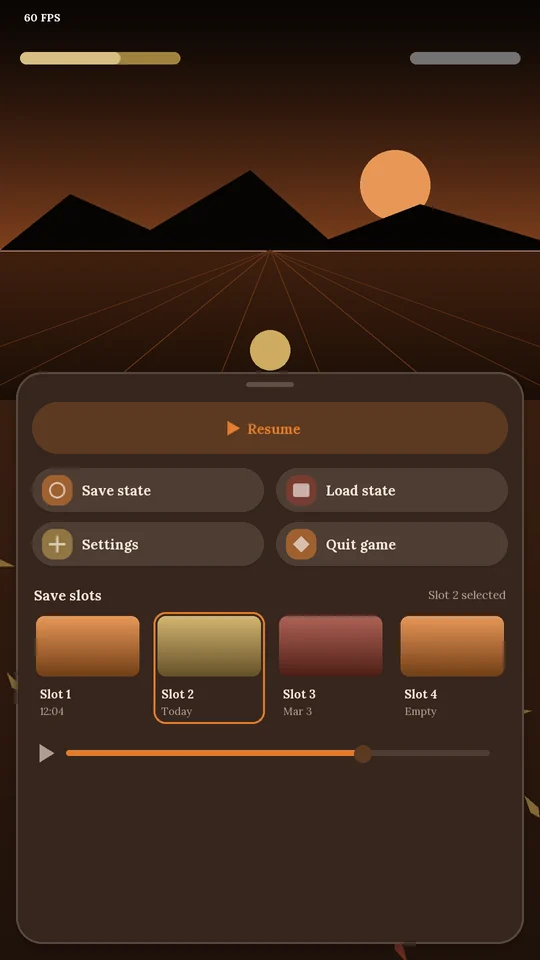 60 FPS
Resume
Save state
Load state
Settings
Quit game
Save slots
Slot 2 selected
Slot 1
12:04
Slot 2
Today
Slot 3
Mar 3
Slot 4
Empty